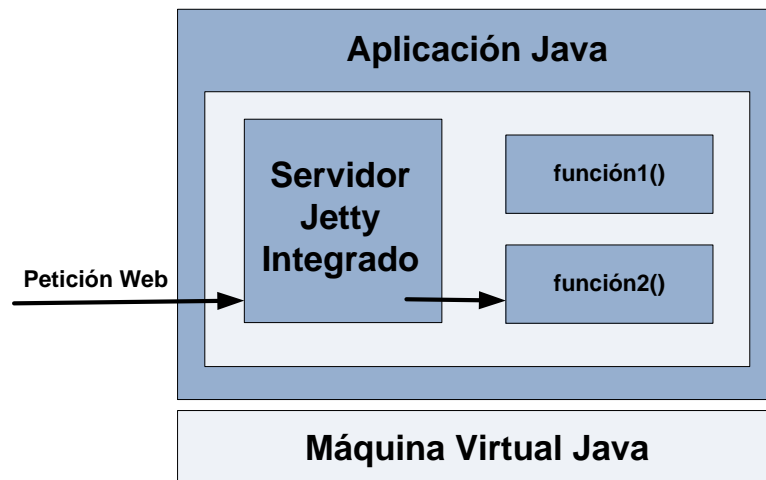 Aplicación Java
Servidor
Jetty
Integrado
función1()
función2()
Petición Web
Máquina Virtual Java